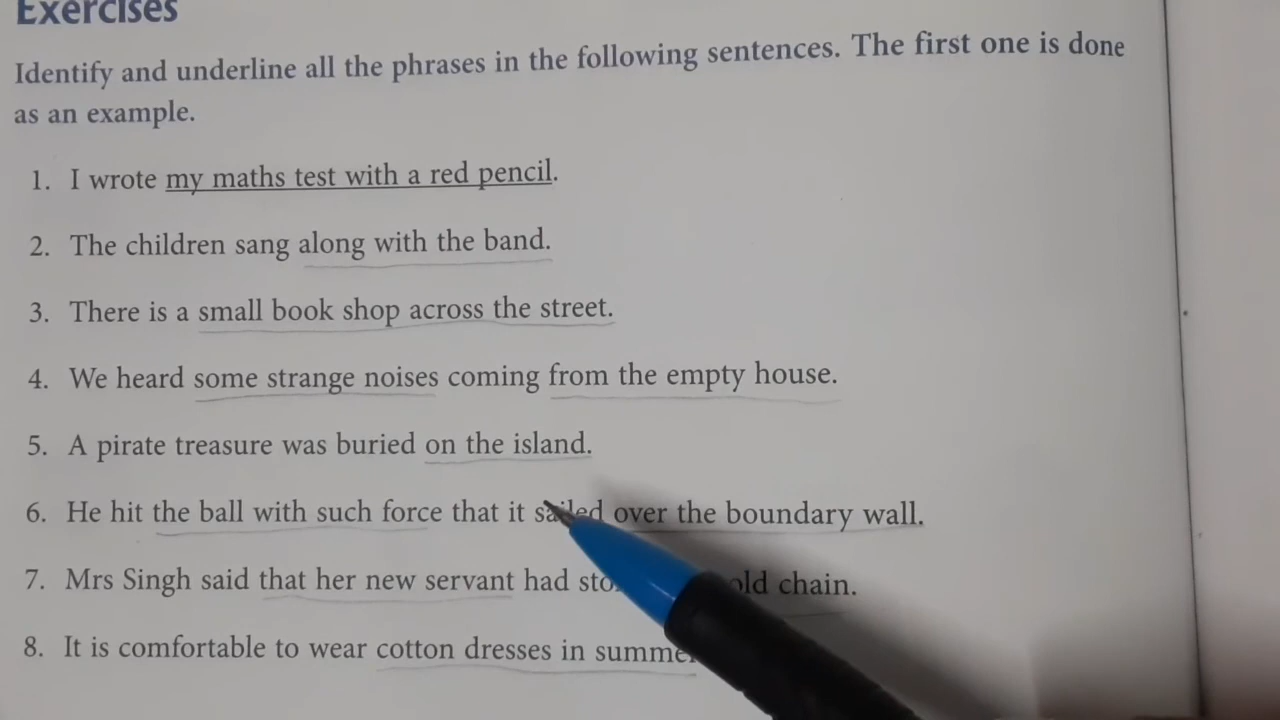 Exercises
Identify and underline all the phrases in the following sentences. The first one is done
as an example.
1. I wrote my maths test with a red pencil.
2. The children sang along with the band.
3. There is a small book shop across the street.
4. We heard some strange noises coming from the empty house.
5. A pirate treasure was buried on the island.
6. He hit the ball with such force that it sailed over the boundary wall.
7. Mrs Singh said that her new servant had chain.
8. It is comfortable to wear cotton dresses in summer